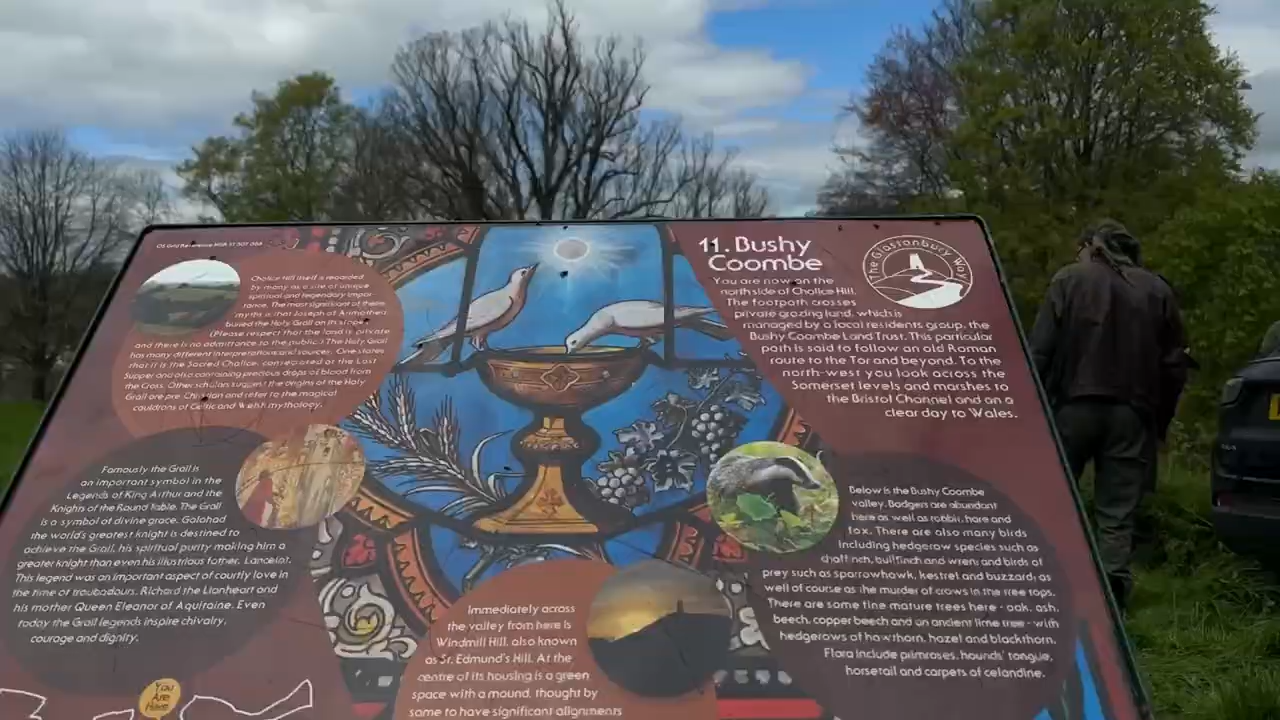 OS Grid Reference
11. Bushy
Coombe
The Glastonbury Way
You are now on the
north side of Chalice Hill.
The footpath crosses
private grazing land, which is
managed by a local residents group, the
Bushy Coombe Land Trust. This particular
path is said to follow an old Roman
route to the Tor and beyond. To the
north-west you look across the
Somerset levels and marshes to
the Bristol Channel and on a
clear day to Wales.
Chalice Hill itself is regarded
by many as a site of unique
spiritual and legendary impor
tance. The most significant of these
myths is that Joseph of Arimathea
buried the Holy Grail on its slopes
(Please respect that the land is private
and there is no admittance to the public.) The Holy Grail
has many different interpretations and sources. One states
that it is the Sacred Chalice, consecrated at the Last
Supper and also containing precious drops of blood from
the Cross. Other scholars suggest the origins of the Holy
Grail are pre Christian and refer to the magical
cauldrons of Celtic and Welsh mythology.
Famously the Grail is
an important symbol in the
Legends of King Arthur and the
Knights of the Round Table. The Grail
is a symbol of divine grace. Galahad
the world's greatest knight is destined to
achieve the Grail, his spiritual purity making him a
greater knight than even his illustrious father, Lancelot.
This legend was an important aspect of courtly love in
the time of troubadours. Richard the Lionheart and
his mother Queen Eleanor of Aquitaine. Even
today the Grail legends inspire chivalry,
courage and dignity.
Below is the Bushy Coombe
valley. Badgers are abundant
here as well as rabbit, hare and
fox. There are also many birds
including hedgerow species such as
chaffinch, bullfinch and wren; and birds of
prey such as sparrowhawk, kestrel and buzzard; as
well of course as the murder of crows in the tree tops.
There are some fine mature trees here - oak, ash,
beech, copper beech and an ancient lime tree - with
hedgerows of hawthorn, hazel and blackthorn.
Flora include primroses, hounds' tongue,
horsetail and carpets of celandine.
Immediately across
the valley from here is
Windmill Hill, also known
as St. Edmund's Hill. At the
centre of its housing is a green
space with a mound, thought by
some to have significant alignments
You
Are
Here